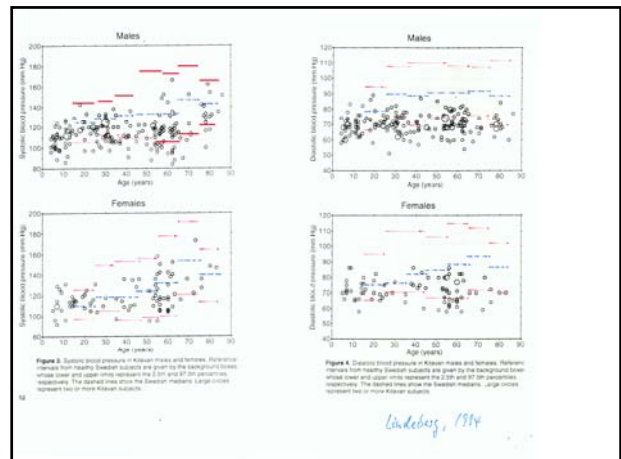 Males
Systolic blood pressure (mm Hg)
200
180
160
140
120
100
80
0 10 20 30 40 50 60 70 80 90
Age (years)
Females
Systolic blood pressure (mm Hg)
200
180
160
140
120
100
80
0 10 20 30 40 50 60 70 80 90
Age (years)
Figure 3. Systolic blood pressure in Kitavan males and females. Reference
intervals from healthy Swedish subjects are given by the background boxes
whose lower and upper limits represent the 2.5th and 97.5th percentiles
respectively. The dashed lines show the Swedish medians. Large circles
represent two or more Kitavan subjects.
52
Males
Diastolic blood pressure (mm Hg)
120
110
100
90
80
70
60
50
40
0 10 20 30 40 50 60 70 80 90
Age (years)
Females
Diastolic blood pressure (mm Hg)
120
110
100
90
80
70
60
50
40
0 10 20 30 40 50 60 70 80 90
Age (years)
Figure 4. Diastolic blood pressure in Kitavan males and females. Referenc
intervals from healthy Swedish subjects are given by the background boxes
whose lower and upper limits represent the 2.5th and 97.5th percentiles
respectively. The dashed lines show the Swedish medians. Large circles
represent two or more Kitavan subjects.
Lindeberg, 1994